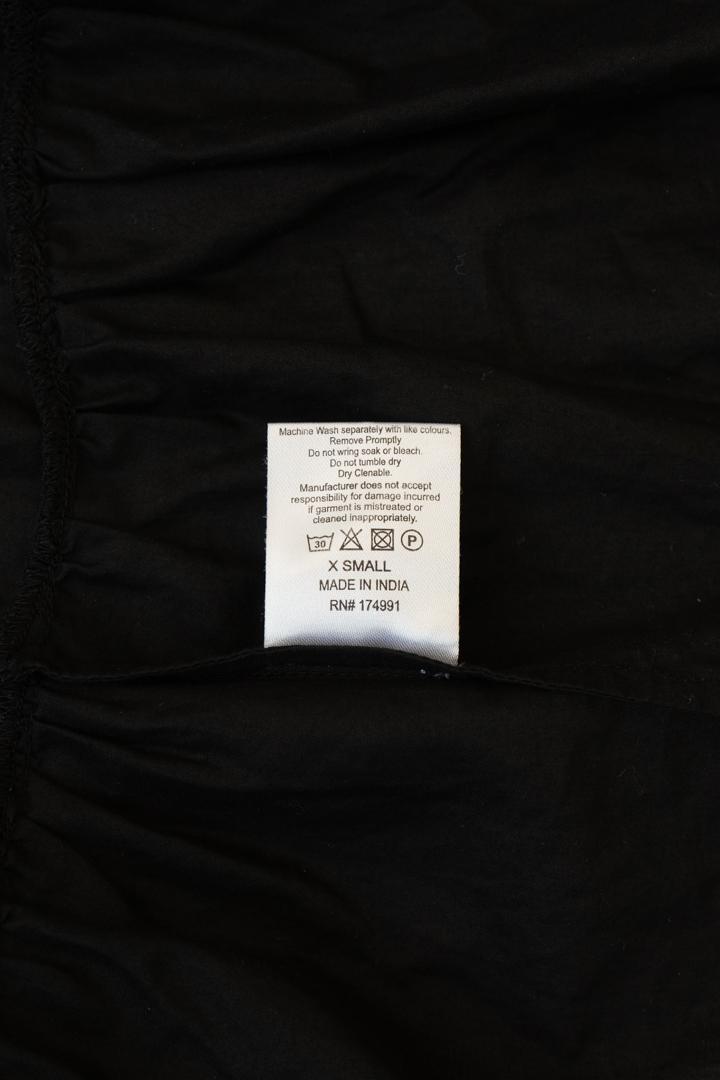 Machine Wash separately with like colours.
Remove Promptly
Do not wring soak or bleach.
Do not tumble dry
Dry Clenable.
Manufacturer does not accept
responsibility for damage incurred
if garment is mistreated or
cleaned inappropriately.
30 P
X SMALL
MADE IN INDIA
RN# 174991